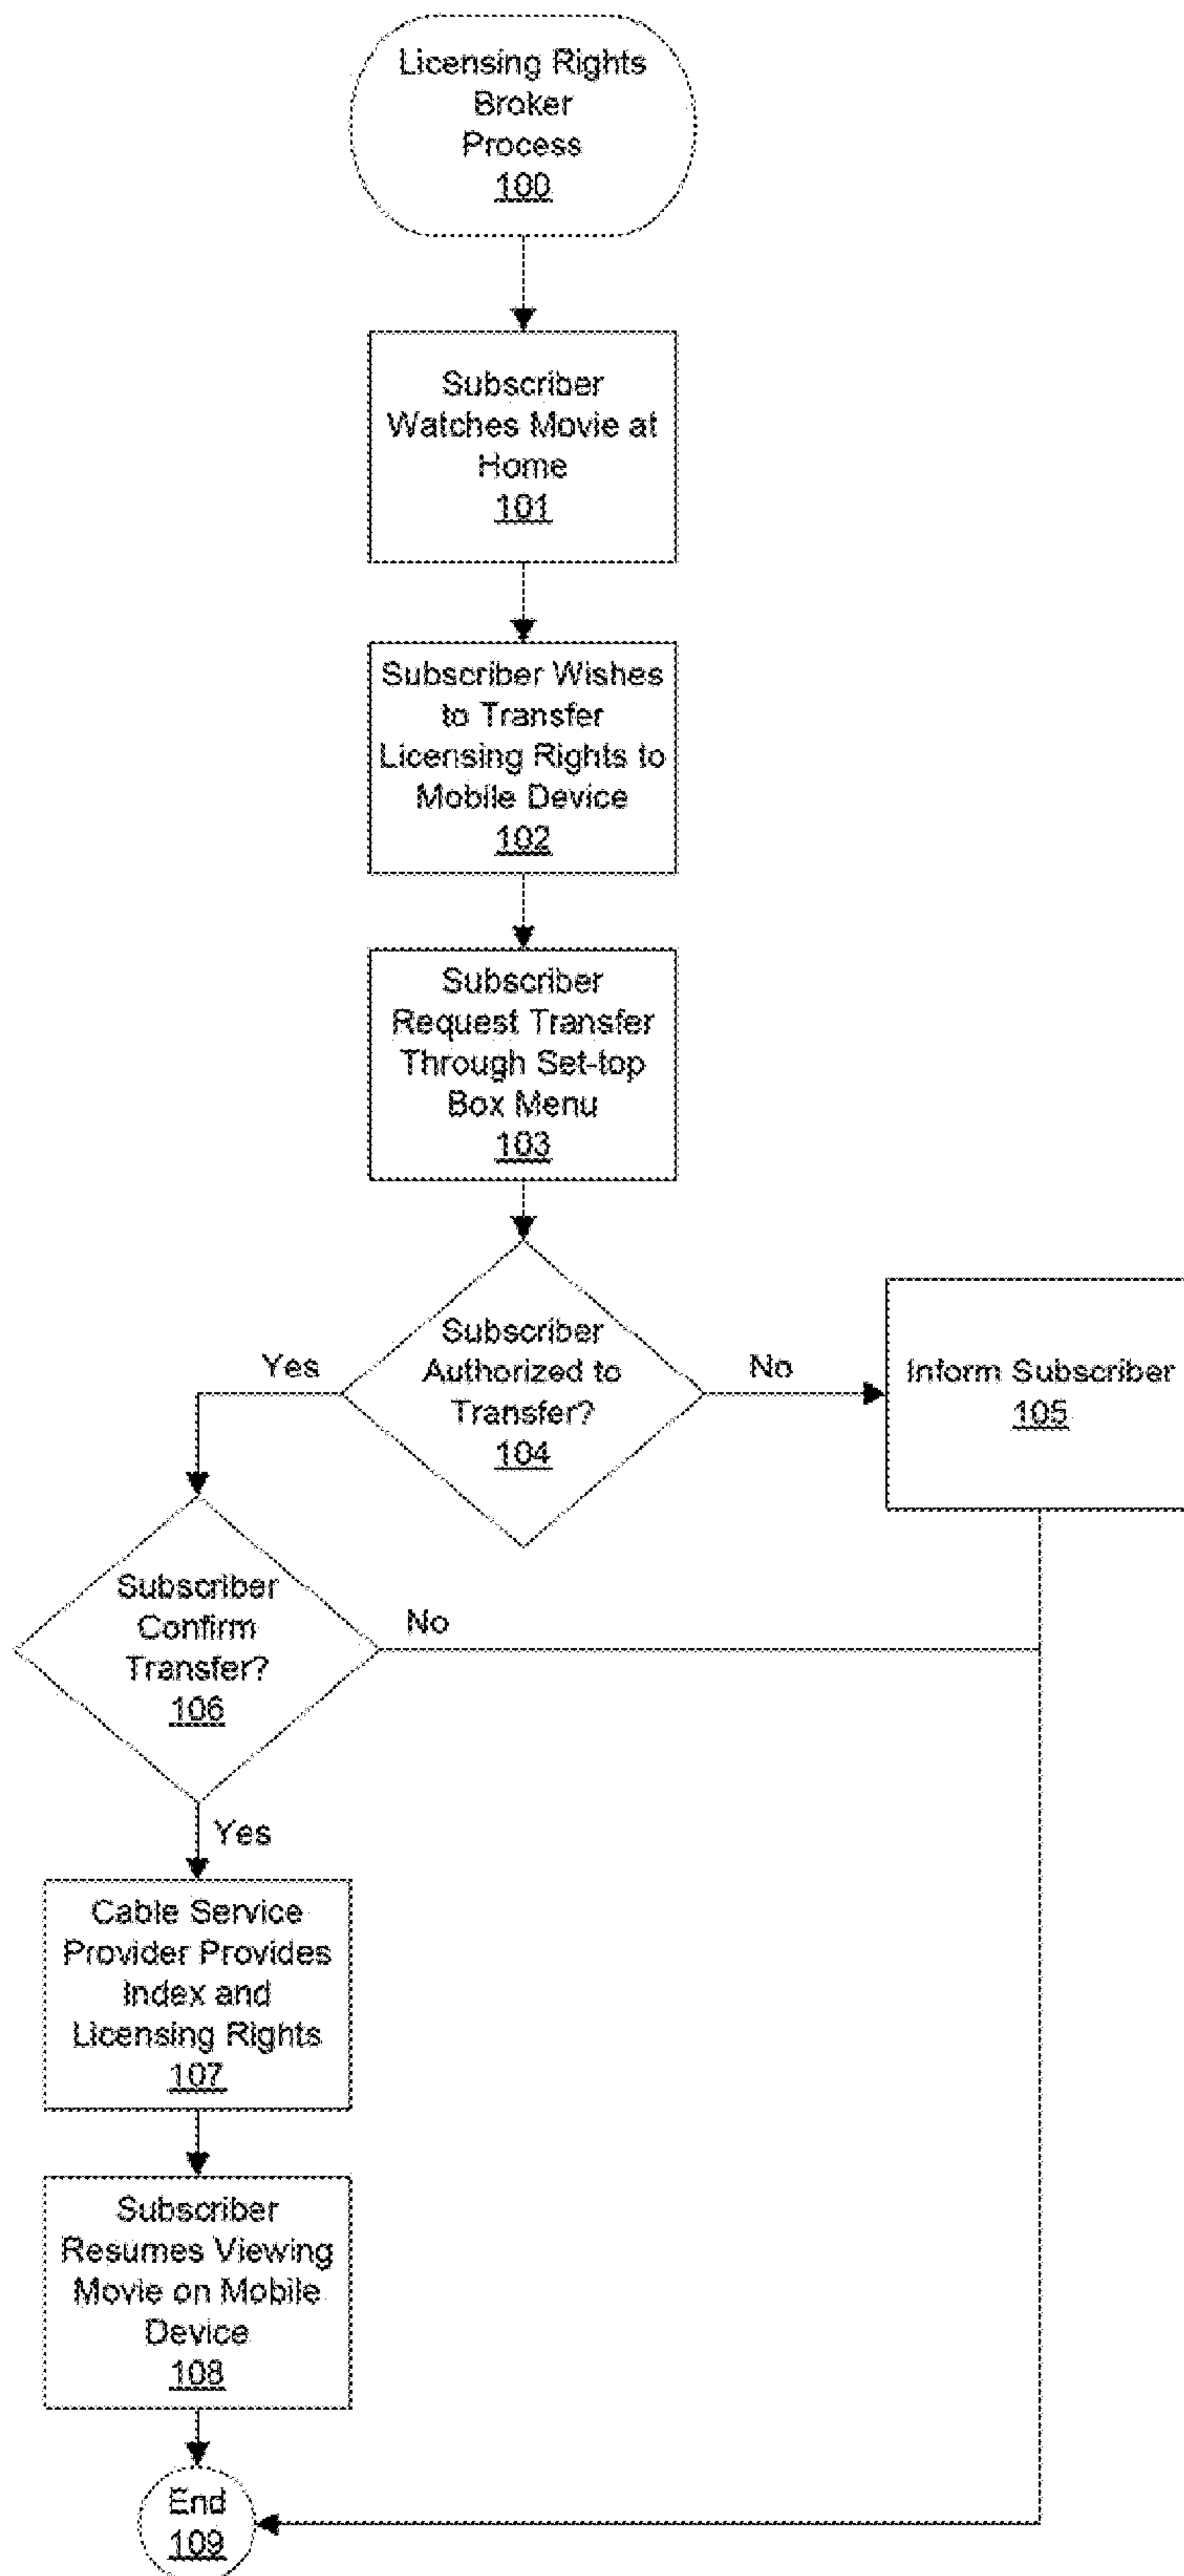 Licensing Rights
Broker
Process
100
Subscriber
Watches Movie at
Home
101
Subscriber Wishes
to Transfer
Licensing Rights to
Mobile Device
102
Subscriber
Request Transfer
Through Set-top
Box Menu
103
Subscriber
Authorized to
Transfer?
104
Yes
No
Inform Subscriber
105
Subscriber
Confirm
Transfer?
106
No
Yes
Cable Service
Provider Provides
Index and
Licensing Rights
107
Subscriber
Resumes Viewing
Movie on Mobile
Device
108
End
109